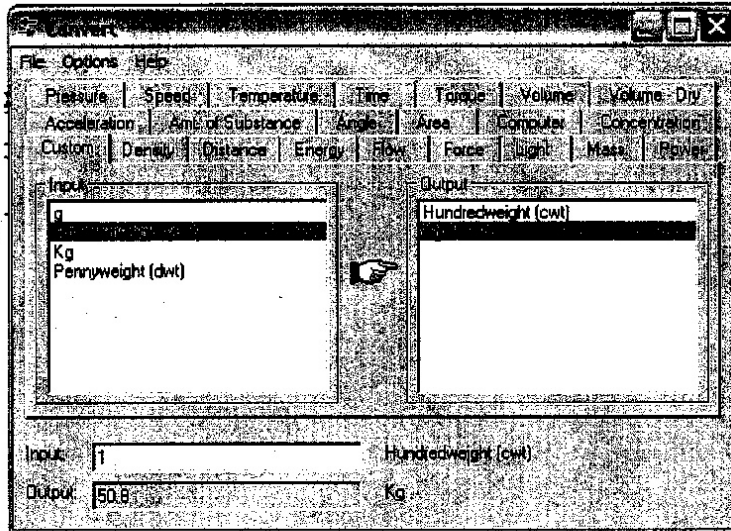 Convert
File Options Help
Pressure Speed Temperature Time Torque Volume Volume - Dry
Acceleration Amt. of Substance Angle Area Computer Concentration
Custom Density Distance Energy Flow Force Light Mass Power
Input Output
g Hundredweight (cwt)
Kg
Pennyweight (dwt)
Input: 1 Hundredweight (cwt)
Output: 50.8 Kg